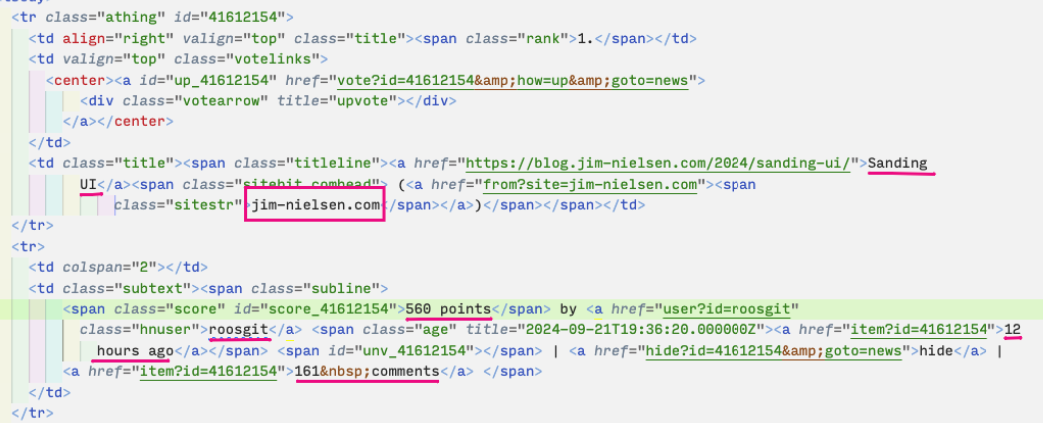 <tr class="athing" id="41612154">
<td align="right" valign="top" class="title"><span class="rank">1.</span></td>
<td valign="top" class="votelinks">
<center><a id="up_41612154" href="vote?id=41612154&amp;how=up&amp;goto=news">
<div class="votearrow" title="upvote"></div>
</a></center>
</td>
<td class="title"><span class="titleline"><a href="https://blog.jim-nielsen.com/2024/sanding-ui/">Sanding
UI</a><span class="sitebit comhead"> (<a href="from?site=jim-nielsen.com"><span
class="sitestr">jim-nielsen.com</span></a>)</span></span></td>
</tr>
<tr>
<td colspan="2"></td>
<td class="subtext"><span class="subline">
<span class="score" id="score_41612154">560 points</span> by <a href="user?id=roosgit"
class="hnuser">roosgit</a> <span class="age" title="2024-09-21T19:36:20.000000Z"><a href="item?id=41612154">12
hours ago</a></span> <span id="unv_41612154"></span> | <a href="hide?id=41612154&amp;goto=news">hide</a> |
<a href="item?id=41612154">161&nbsp;comments</a> </span>
</td>
</tr>